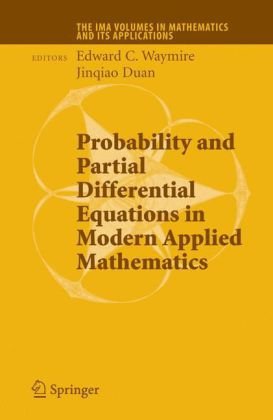 THE IMA VOLUMES IN MATHEMATICS
AND ITS APPLICATIONS
EDITORS Edward C. Waymire
Jinqiao Duan
Probability and
Partial
Differential
Equations in
Modern Applied
Mathematics
Springer